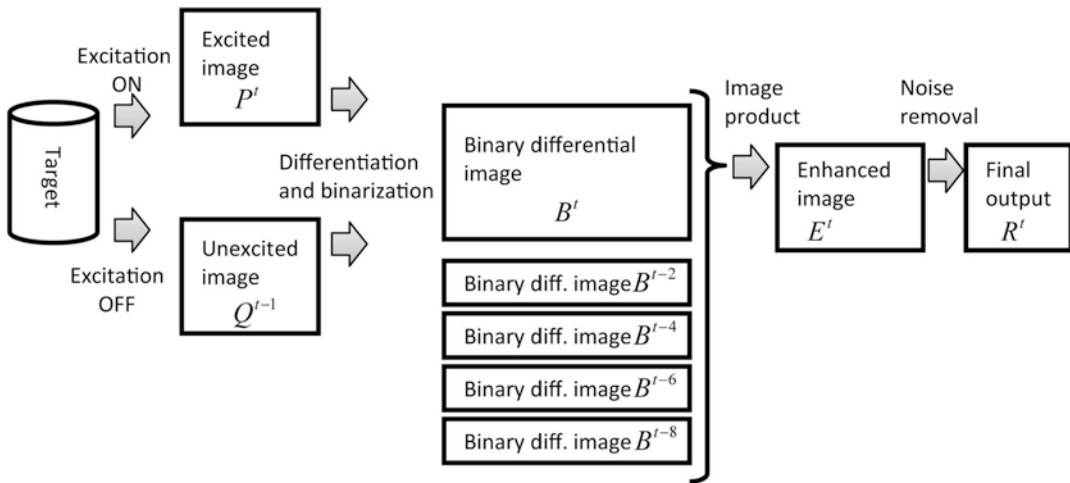 Target
Excitation
ON
Excited
image
P^t
Excitation
OFF
Unexcited
image
Q^{t−1}
Differentiation
and binarization
Binary differential
image
B^t
Binary diff. image B^{t−2}
Binary diff. image B^{t−4}
Binary diff. image B^{t−6}
Binary diff. image B^{t−8}
Image
product
Enhanced
image
E^t
Noise
removal
Final
output
R^t